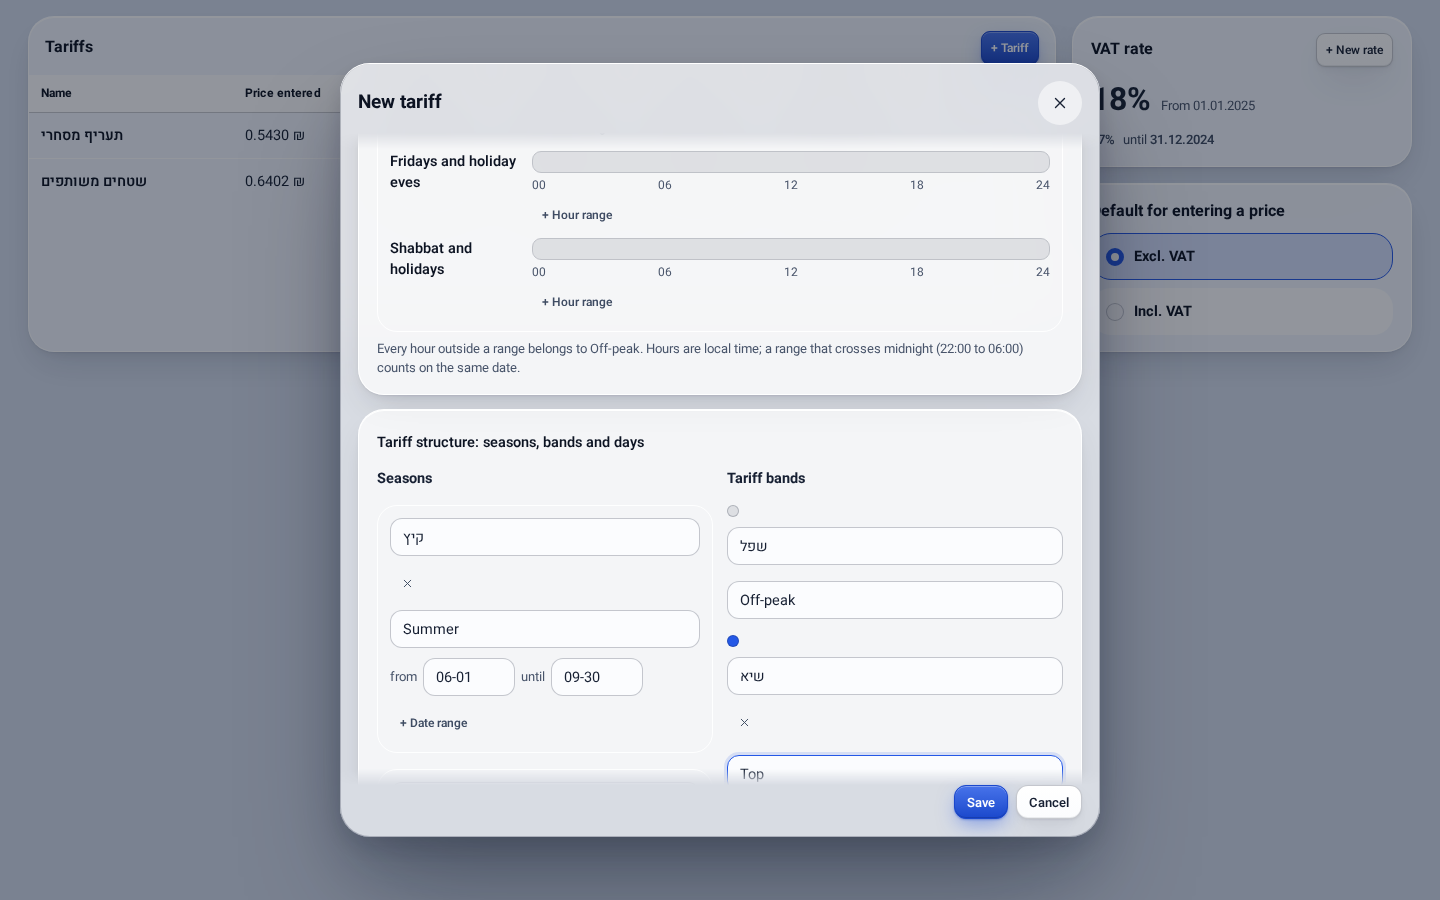 Tariffs
+ Tariff
Name
Price entered
תעריף מסחרי
0.5430 ₪
שטחים משותפים
0.6402 ₪
VAT rate
+ New rate
18%
From 01.01.2025
7%
until 31.12.2024
efault for entering a price
Excl. VAT
Incl. VAT
New tariff
Fridays and holiday
eves
00 06 12 18 24
+ Hour range
Shabbat and
holidays
00 06 12 18 24
+ Hour range
Every hour outside a range belongs to Off-peak. Hours are local time; a range that crosses midnight (22:00 to 06:00)
counts on the same date.
Tariff structure: seasons, bands and days
Seasons
קיץ
Summer
from 06-01 until 09-30
+ Date range
Tariff bands
שפל
Off-peak
שיא
Top
Save
Cancel